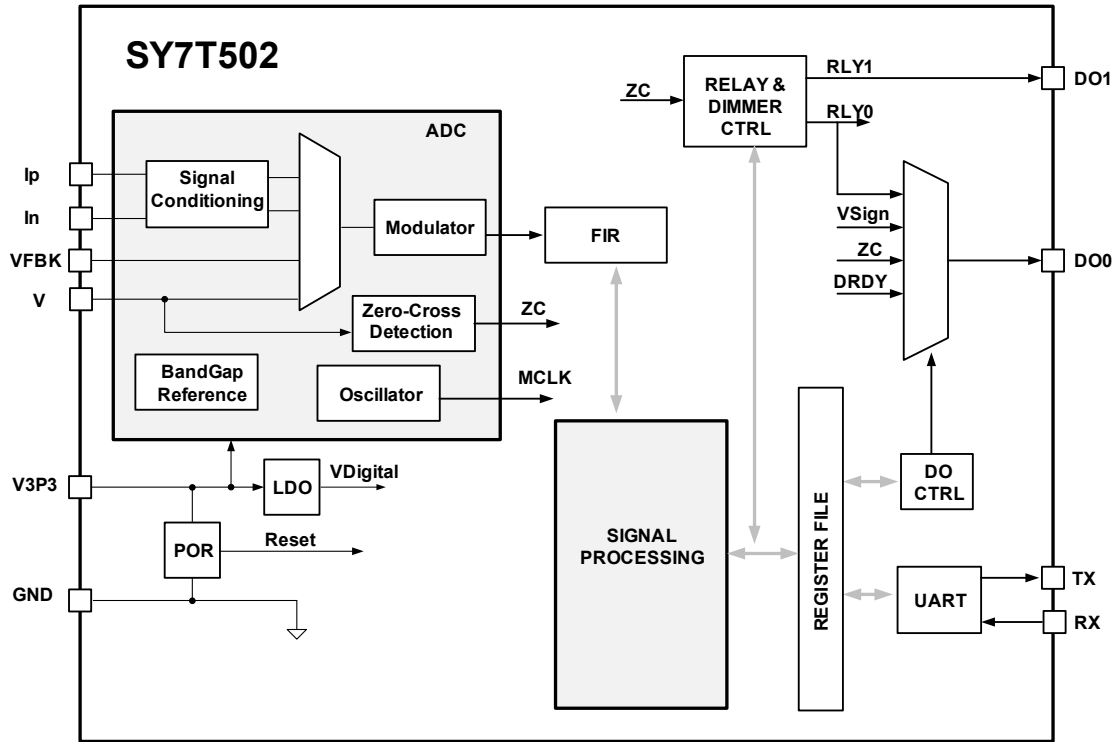 SY7T502
ADC
Ip
In
VFBK
V
Signal
Conditioning
Modulator
Zero-Cross
Detection
ZC
BandGap
Reference
Oscillator
MCLK
FIR
ZC
RELAY &
DIMMER
CTRL
RLY1
RLY0
DO1
VSign
ZC
DRDY
DO0
V3P3
LDO
VDigital
POR
Reset
GND
SIGNAL
PROCESSING
REGISTER FILE
DO
CTRL
UART
TX
RX